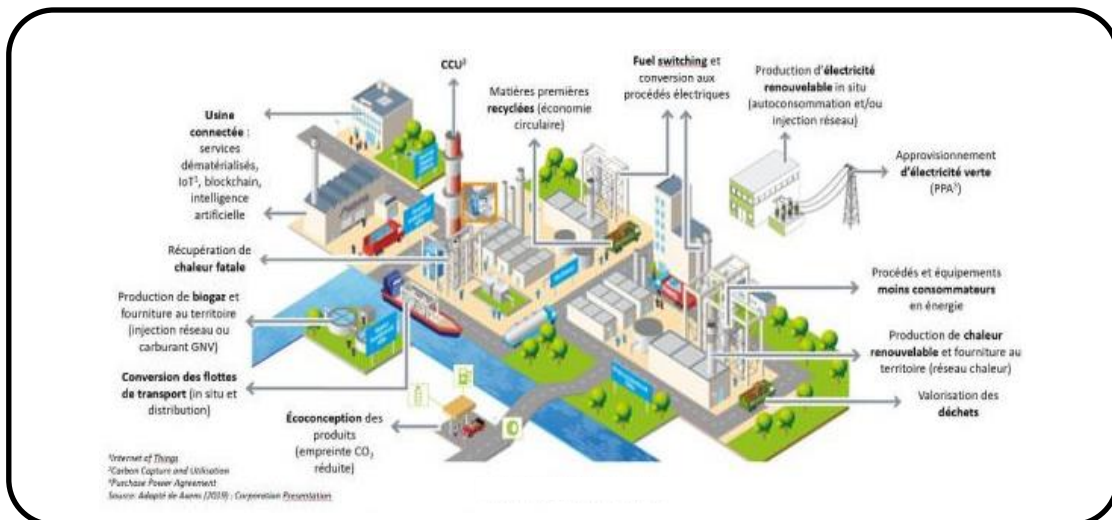 CCU²
Fuel switching et
conversion aux
procédés électriques
Production d'électricité
renouvelable in situ
(autoconsommation et/ou
injection réseau)
Matières premières
recyclées (économie
circulaire)
Usine
connectée :
services
dématérialisés,
IoT¹, blockchain,
intelligence
artificielle
Approvisionnement
d'électricité verte
(PPA³)
Récupération de
chaleur fatale
Procédés et équipements
moins consommateurs
en énergie
Production de biogaz et
fourniture au territoire
(injection réseau ou
carburant GNV)
Production de chaleur
renouvelable et fourniture au
territoire (réseau chaleur)
Conversion des flottes
de transport (in situ et
distribution)
Valorisation des
déchets
Écoconception des
produits
(empreinte CO₂
réduite)
¹Internet of Things
²Carbon Capture and Utilisation
³Purchase Power Agreement
Source: Adapté de Axens (2019) : Corporation Presentation